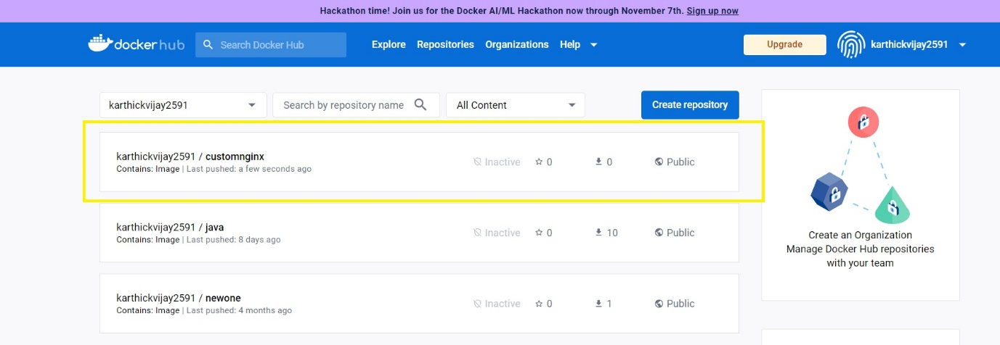 Hackathon time! Join us for the Docker AI/ML Hackathon now through November 7th. Sign up now
dockerhub
Search Docker Hub
Explore
Repositories
Organizations
Help
Upgrade
karthickvijay2591
karthickvijay2591
Search by repository name
All Content
Create repository
karthickvijay2591 / customnginx
Contains: Image | Last pushed: a few seconds ago
Inactive
0
0
Public
karthickvijay2591 / java
Contains: Image | Last pushed: 8 days ago
Inactive
0
10
Public
karthickvijay2591 / newone
Contains: Image | Last pushed: 4 months ago
Inactive
0
1
Public
Create an Organization
Manage Docker Hub repositories
with your team